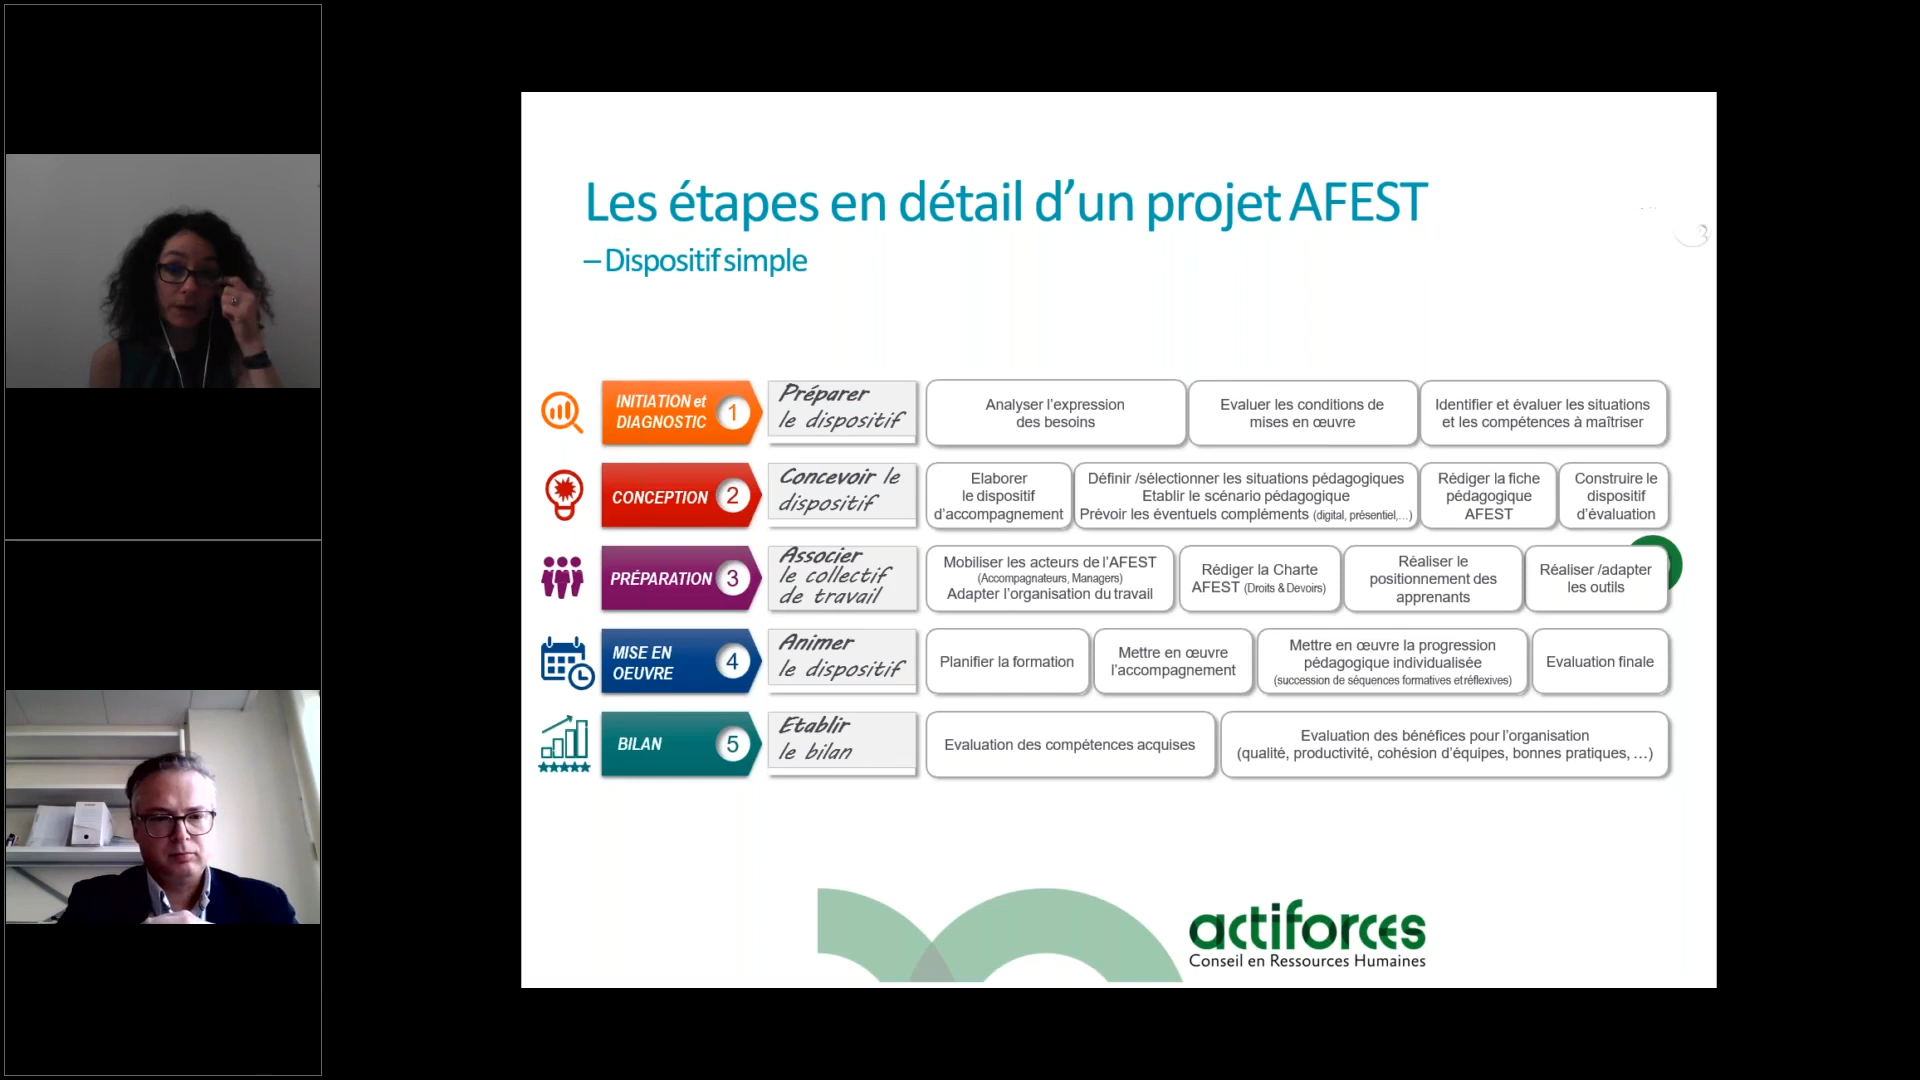 Les étapes en détail d’un projet AFEST
– Dispositif simple
INITIATION et
DIAGNOSTIC
1
Préparer
le dispositif
Analyser l’expression
des besoins
Evaluer les conditions de
mises en œuvre
Identifier et évaluer les situations
et les compétences à maîtriser
CONCEPTION
2
Concevoir le
dispositif
Elaborer
le dispositif
d’accompagnement
Définir /sélectionner les situations pédagogiques
Etablir le scénario pédagogique
Prévoir les éventuels compléments (digital, présentiel,…)
Rédiger la fiche
pédagogique
AFEST
Construire le
dispositif
d’évaluation
PRÉPARATION
3
Associer
le collectif
de travail
Mobiliser les acteurs de l’AFEST
(Accompagnateurs, Managers)
Adapter l’organisation du travail
Rédiger la Charte
AFEST (Droits & Devoirs)
Réaliser le
positionnement des
apprenants
Réaliser /adapter
les outils
MISE EN
OEUVRE
4
Animer
le dispositif
Planifier la formation
Mettre en œuvre
l’accompagnement
Mettre en œuvre la progression
pédagogique individualisée
(succession de séquences formatives et réflexives)
Evaluation finale
BILAN
5
Etablir
le bilan
Evaluation des compétences acquises
Evaluation des bénéfices pour l’organisation
(qualité, productivité, cohésion d’équipes, bonnes pratiques, …)
actiforces
Conseil en Ressources Humaines